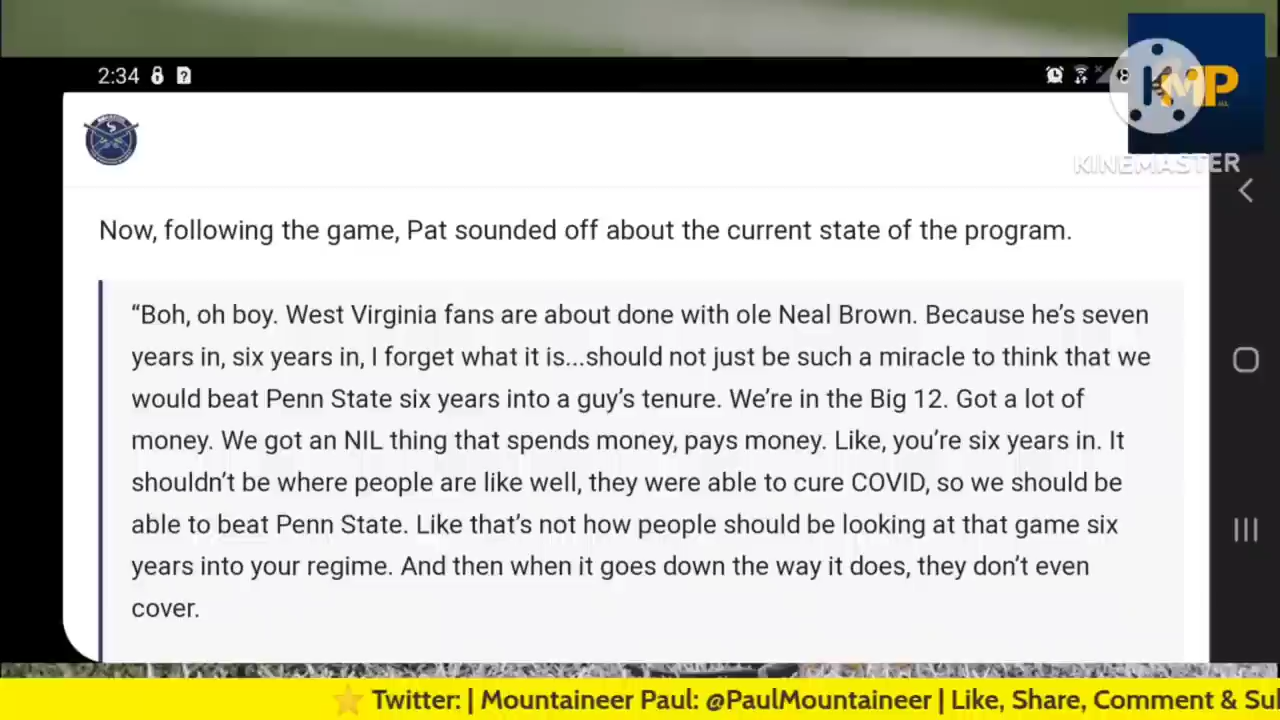 2:34
KMP
KINEMASTER
Now, following the game, Pat sounded off about the current state of the program.
“Boh, oh boy. West Virginia fans are about done with ole Neal Brown. Because he’s seven
years in, six years in, I forget what it is...should not just be such a miracle to think that we
would beat Penn State six years into a guy’s tenure. We’re in the Big 12. Got a lot of
money. We got an NIL thing that spends money, pays money. Like, you’re six years in. It
shouldn’t be where people are like well, they were able to cure COVID, so we should be
able to beat Penn State. Like that’s not how people should be looking at that game six
years into your regime. And then when it goes down the way it does, they don’t even
cover.
Twitter: | Mountaineer Paul: @PaulMountaineer | Like, Share, Comment & Su